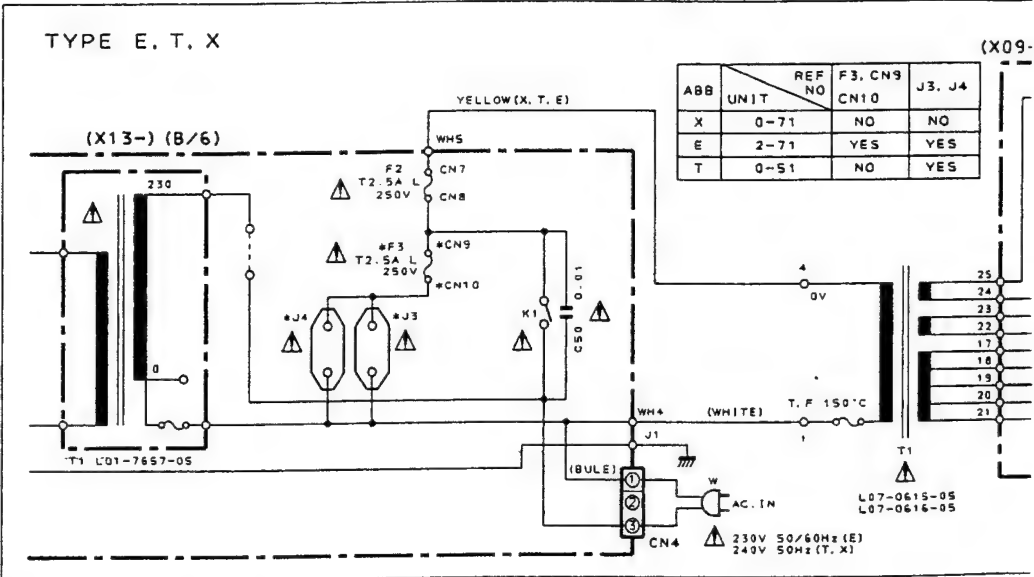 TYPE E. T. X
(X09-
ABB UNIT REF NO F3. CN9 CN10 J3. J4
X 0-71 NO NO
E 2-71 YES YES
T 0-51 NO YES
YELLOW(X. T. E)
(X13-) (B/6)
WH5
230
F2 CN7
T2.5A L
250V CN8
*F3 *CN9
T2.5A L
250V
*CN10
*J4
*J3
K1
C50 0.01
0
4
0V
25
24
23
22
17
18
19
20
21
WH4
(WHITE)
T. F 150°C
1
J1
T1
T1 L01-7657-05
(BULE)
1
2
3
W
AC. IN
L07-0615-05
L07-0616-05
CN4
230V 50/60Hz (E)
240V 50Hz (T. X)